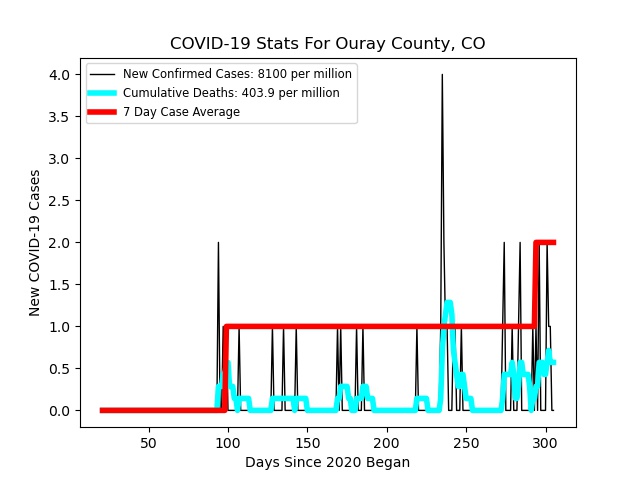 COVID-19 Stats For Ouray County, CO
New Confirmed Cases: 8100 per million
Cumulative Deaths: 403.9 per million
7 Day Case Average
New COVID-19 Cases
4.0
3.5
3.0
2.5
2.0
1.5
1.0
0.5
0.0
50 100 150 200 250 300
Days Since 2020 Began